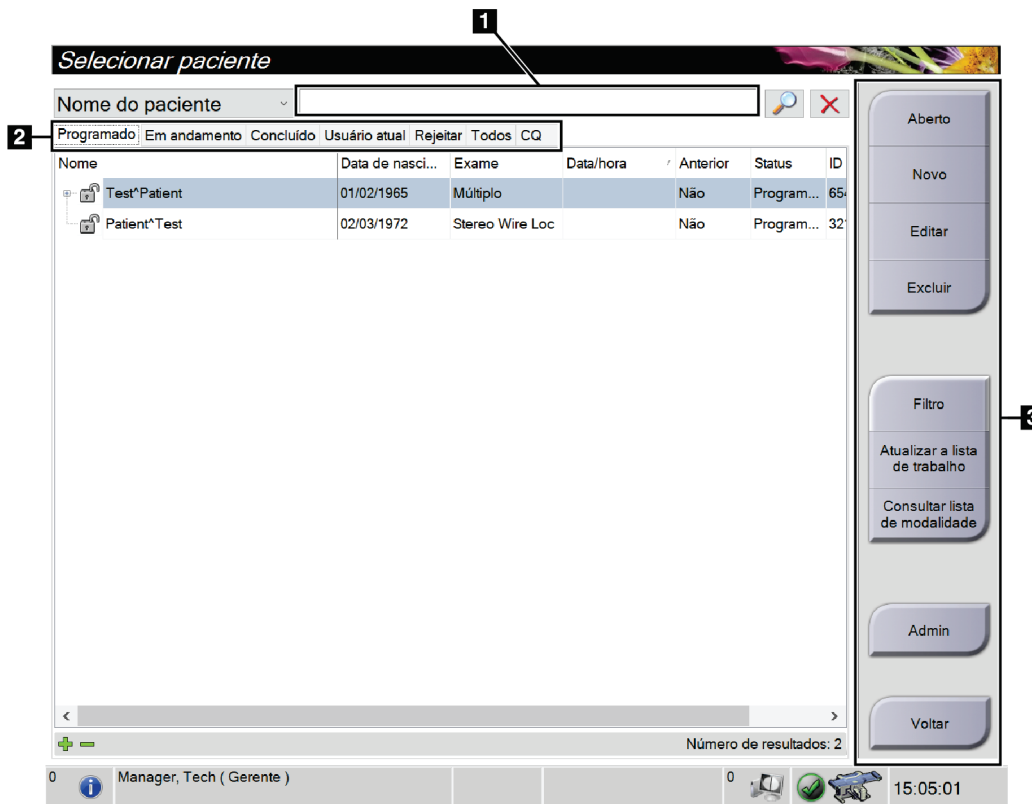 1
Selecionar paciente
Nome do paciente
2
Programado Em andamento Concluído Usuário atual Rejeitar Todos CQ
Nome Data de nasci... Exame Data/hora Anterior Status ID
Test^Patient 01/02/1965 Múltiplo Não Program... 654
Patient^Test 02/03/1972 Stereo Wire Loc Não Program... 321
Aberto
Novo
Editar
Excluir
Filtro
3
Atualizar a lista
de trabalho
Consultar lista
de modalidade
Admin
Voltar
Número de resultados: 2
0 Manager, Tech ( Gerente ) 0 15:05:01